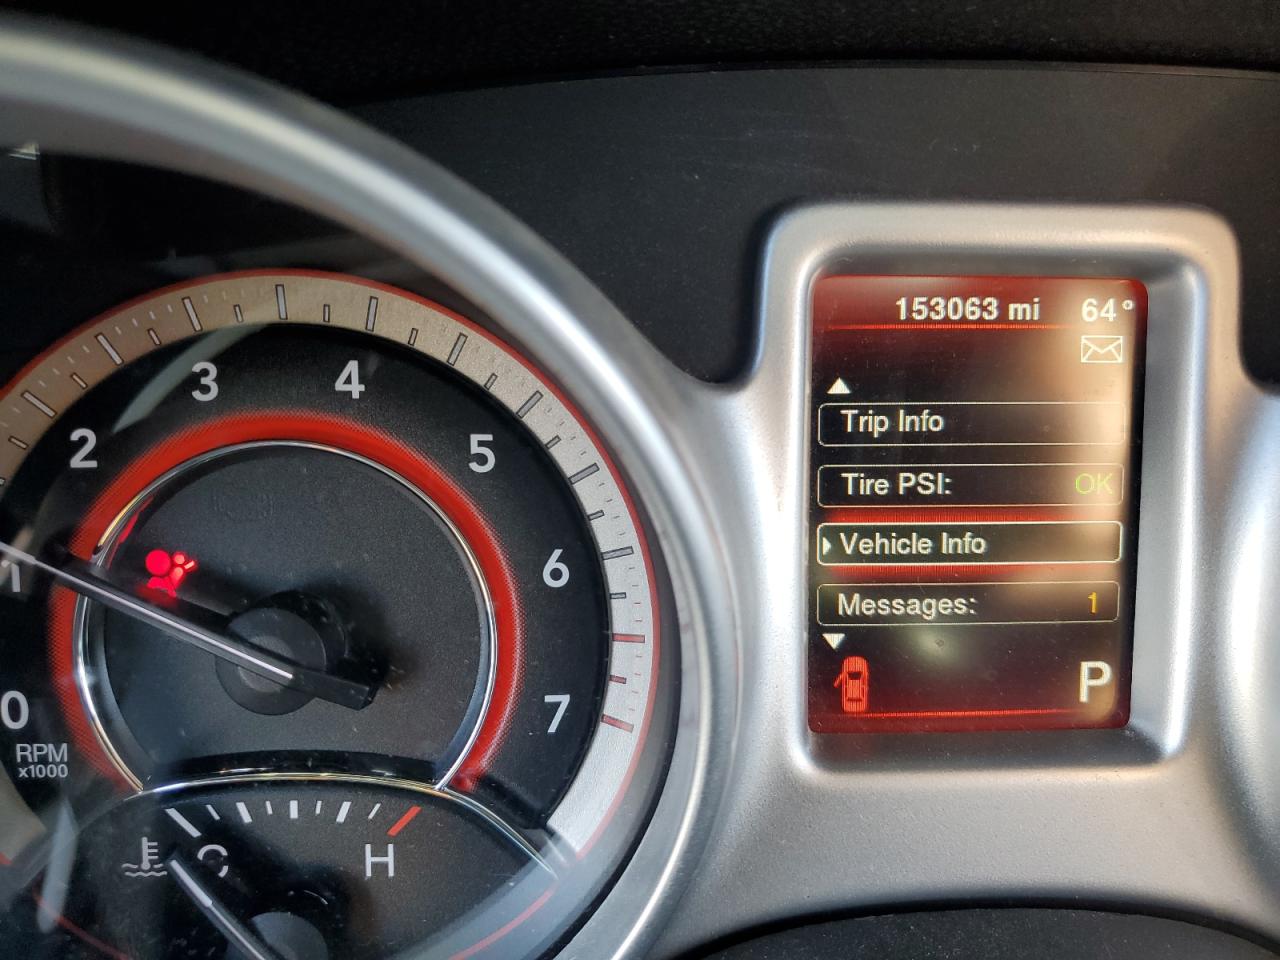 153063 mi 64°
Trip Info
Tire PSI: OK
Vehicle Info
Messages: 1
P
0
1
2
3
4
5
6
7
RPM
x1000
C
H